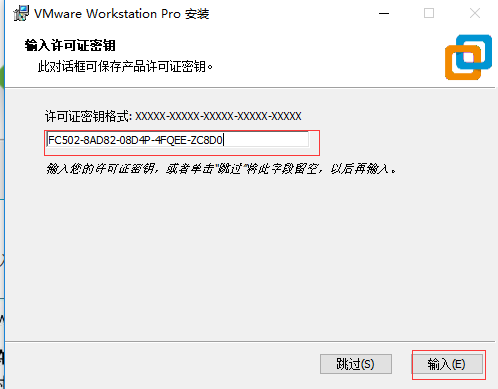 VMware Workstation Pro 安装
输入许可证密钥
此对话框可保存产品许可证密钥。
许可证密钥格式: XXXXX-XXXXX-XXXXX-XXXXX-XXXXX
FC502-8AD82-08D4P-4FQEE-ZC8D0
输入您的许可证密钥，或者单击"跳过"将此字段留空，以后再输入。
跳过(S) 输入(E)